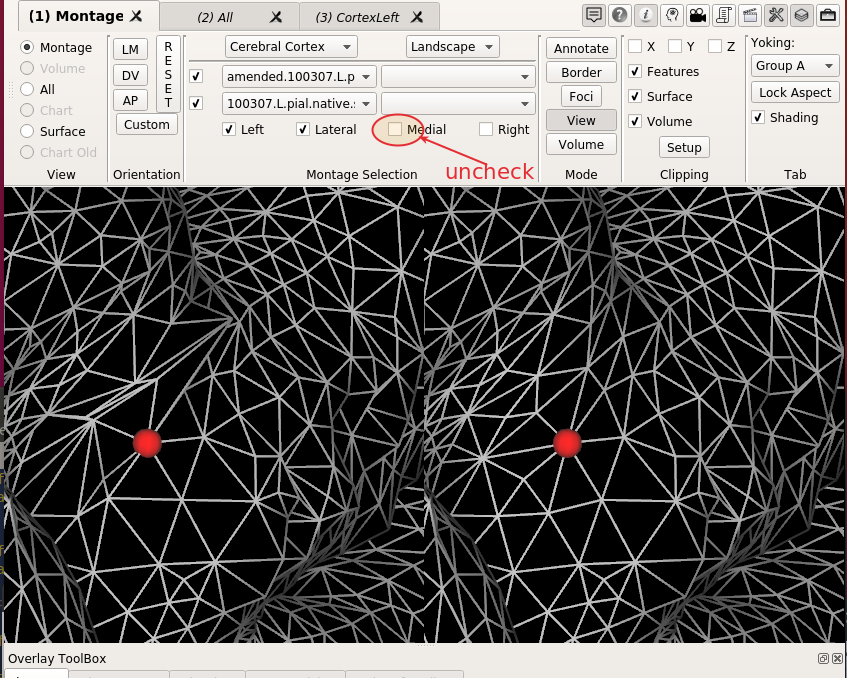 (1) Montage
(2) All
(3) CortexLeft
Montage
Volume
All
Chart
Surface
Chart Old
View
LM
DV
AP
Custom
R
E
S
E
T
Orientation
Cerebral Cortex
Landscape
amended.100307.L.p
100307.L.pial.native.
Left
Lateral
Medial
Right
uncheck
Montage Selection
Annotate
Border
Foci
View
Volume
Mode
X
Y
Z
Features
Surface
Volume
Setup
Clipping
Yoking:
Group A
Lock Aspect
Shading
Tab
Overlay ToolBox